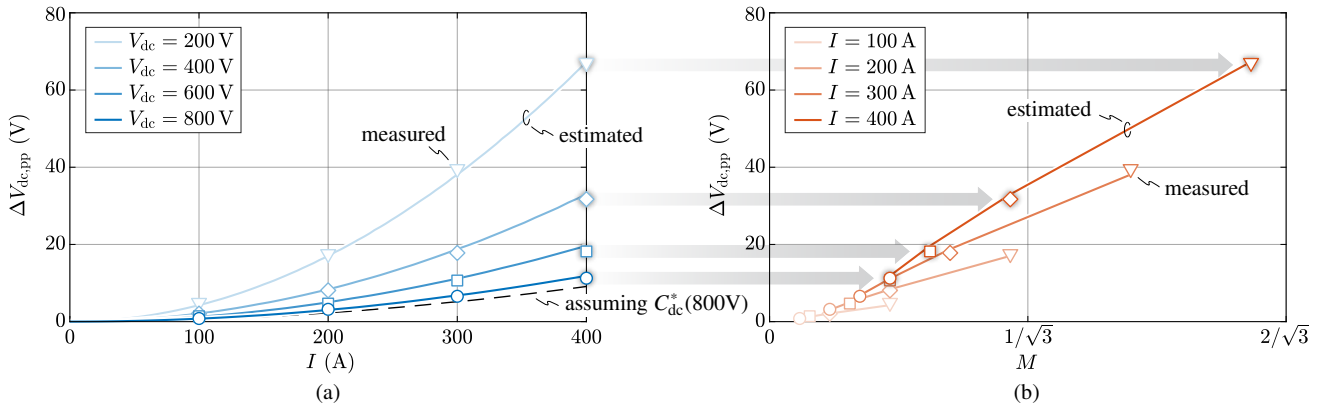 80
60
40
20
0
ΔV_dc,pp (V)
V_dc = 200 V
V_dc = 400 V
V_dc = 600 V
V_dc = 800 V
measured
estimated
assuming C*_dc(800V)
0
100
200
300
400
I (A)
(a)
80
60
40
20
0
ΔV_dc,pp (V)
I = 100 A
I = 200 A
I = 300 A
I = 400 A
estimated
measured
0
1/√3
2/√3
M
(b)